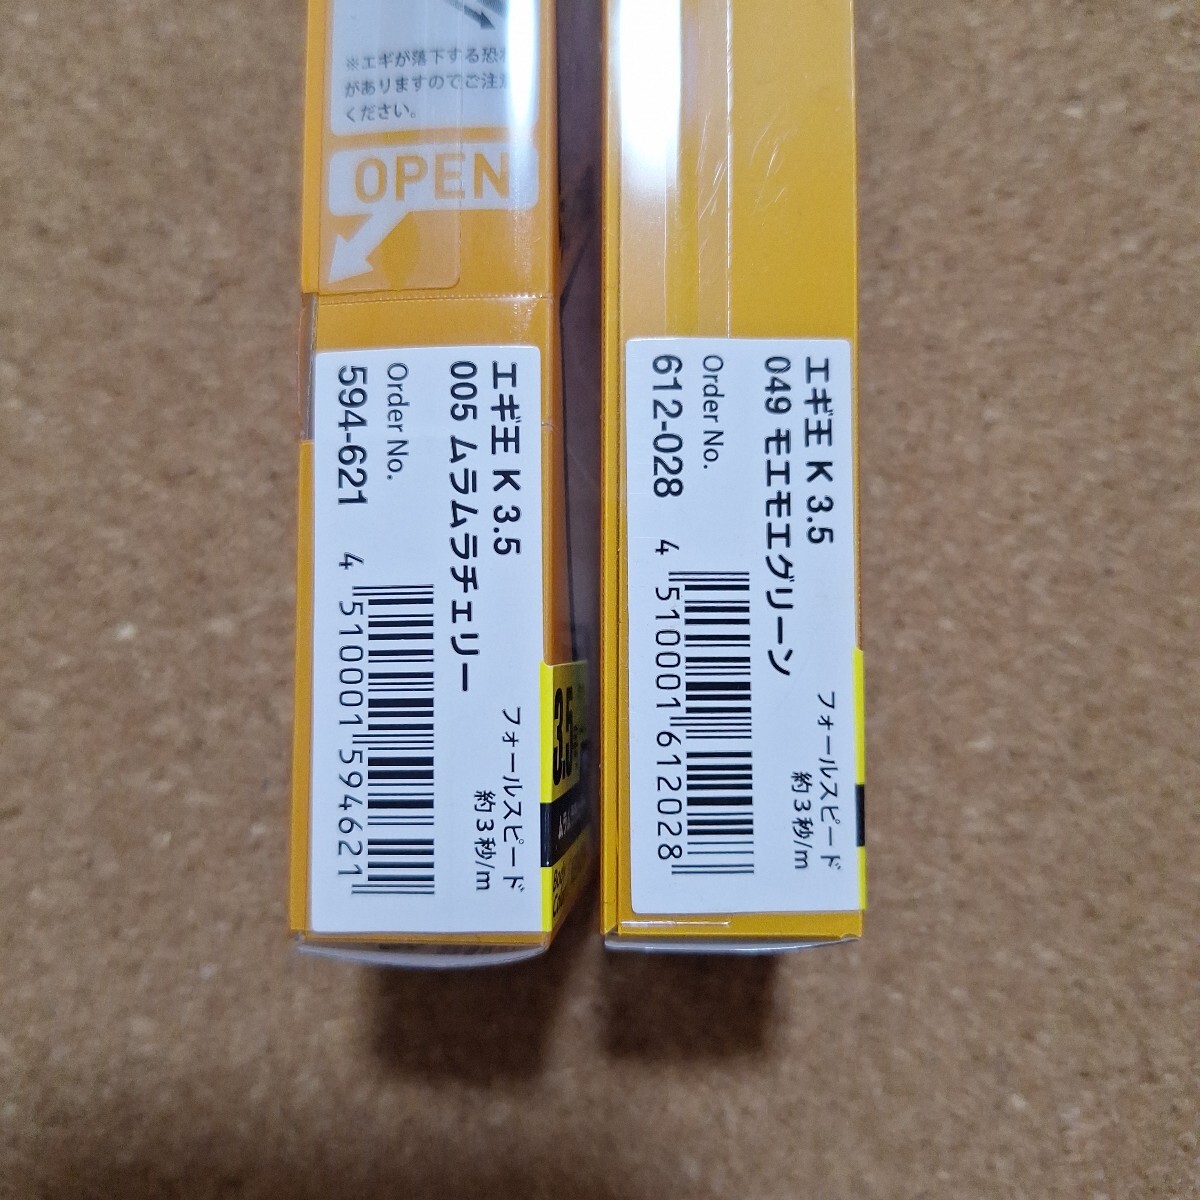 ※エギが落下する恐れ
がありますのでご注意
ください。
OPEN
エギ王 K 3.5
005 ムラムラチェリー
Order No.
594-621
フォールスピード
約3秒/m
4 510001 594621
3.5
エギ王 K 3.5
049 モエモエグリーン
Order No.
612-028
フォールスピード
約3秒/m
4 510001 612028